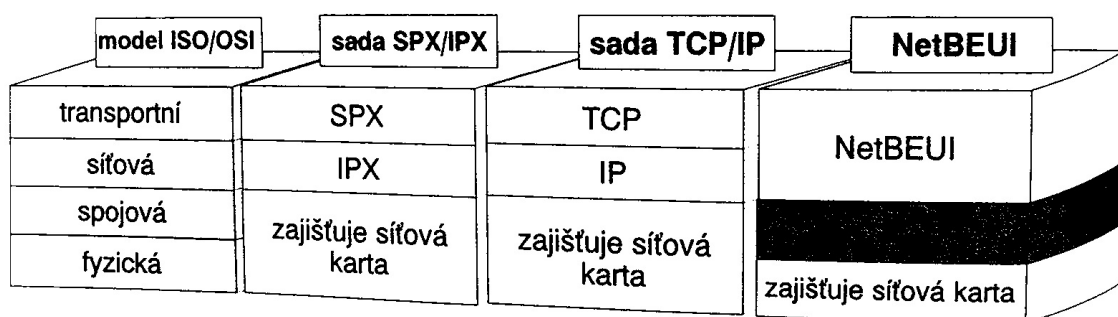 model ISO/OSI
sada SPX/IPX
sada TCP/IP
NetBEUI
transportní
síťová
spojová
fyzická
SPX
IPX
zajišťuje síťová
karta
TCP
IP
zajišťuje síťová
karta
NetBEUI
zajišťuje síťová karta